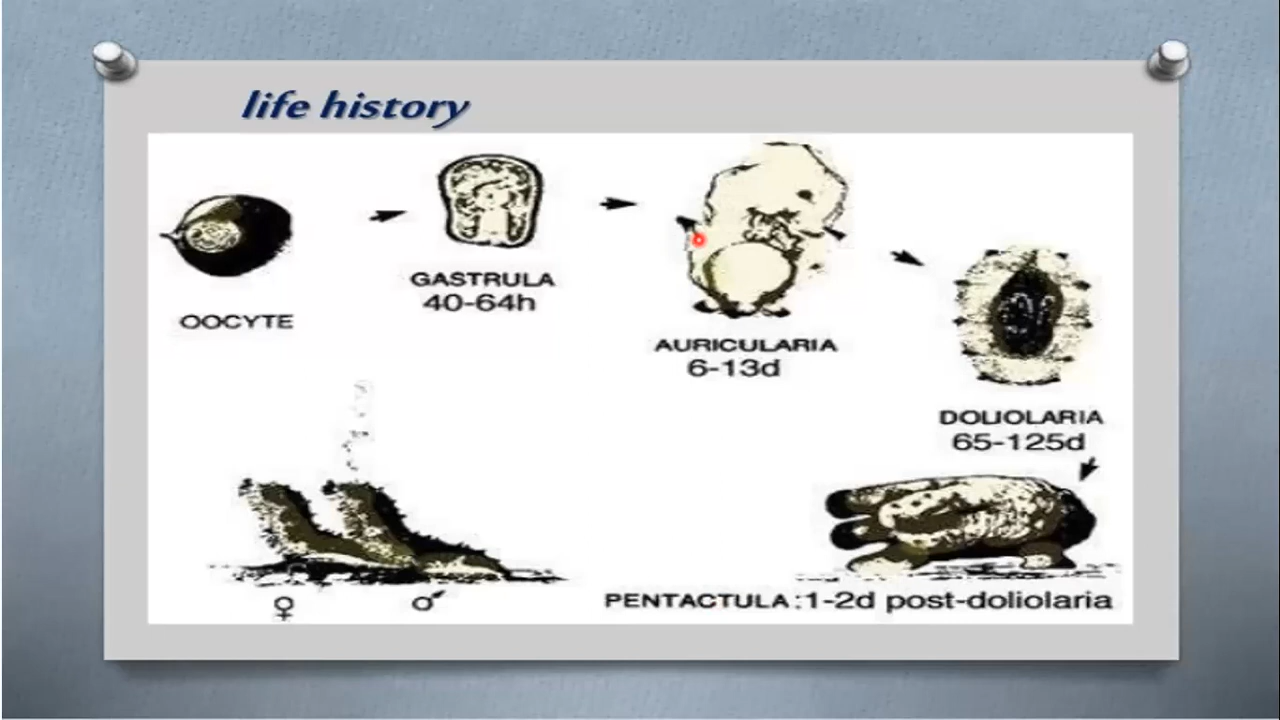 life history
OOCYTE
GASTRULA
40-64h
AURICULARIA
6-13d
DOLIOLARIA
65-125d
♀
♂
PENTACTULA:1-2d post-doliolaria